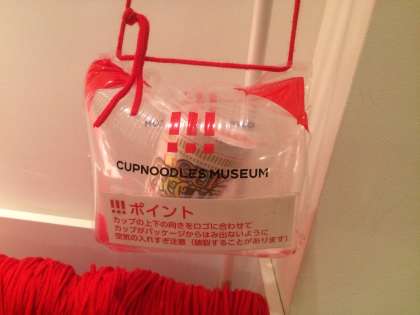 CUPNOODLES MUSEUM
!!! ポイント
カップの上下の向きをロゴに合わせて
カップがパッケージからはみ出ないように
空気の入れすぎ注意（破裂することがあります）